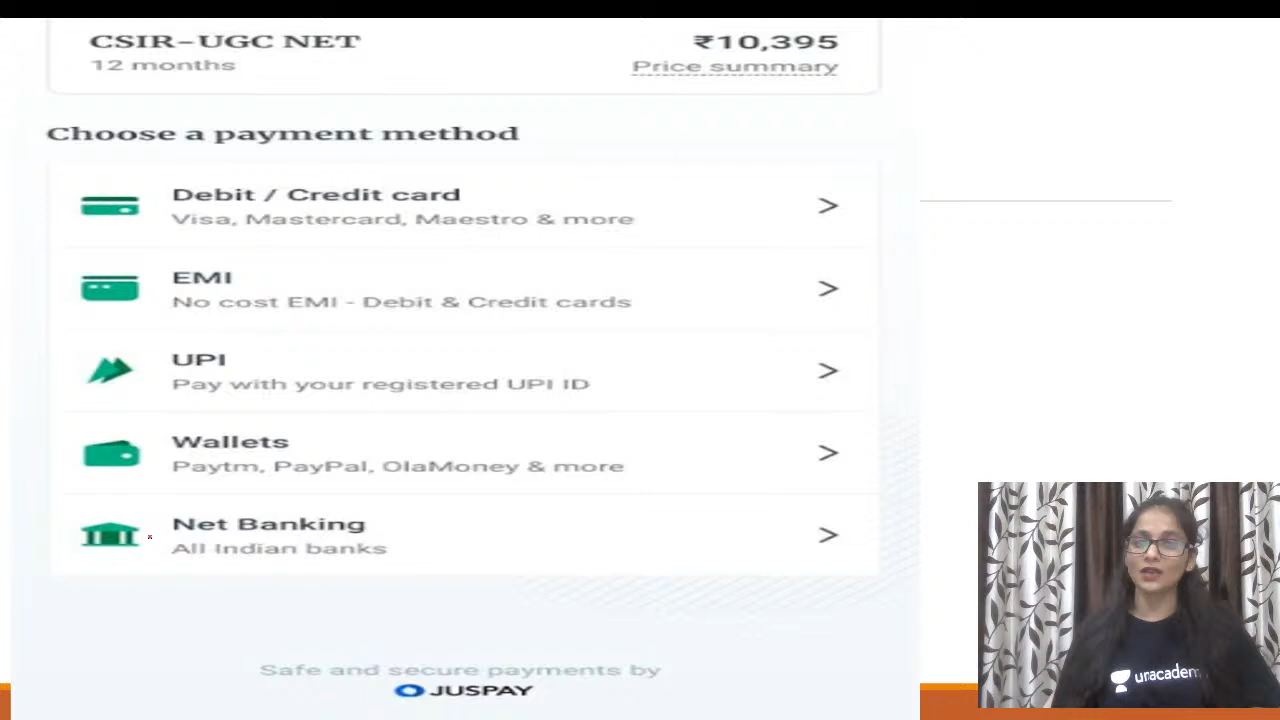 CSIR-UGC NET
₹10,395
12 months
Price summary
Choose a payment method
Debit / Credit card
Visa, Mastercard, Maestro & more
EMI
No cost EMI - Debit & Credit cards
UPI
Pay with your registered UPI ID
Wallets
Paytm, PayPal, OlaMoney & more
Net Banking
All Indian banks
Safe and secure payments by
JUSPAY